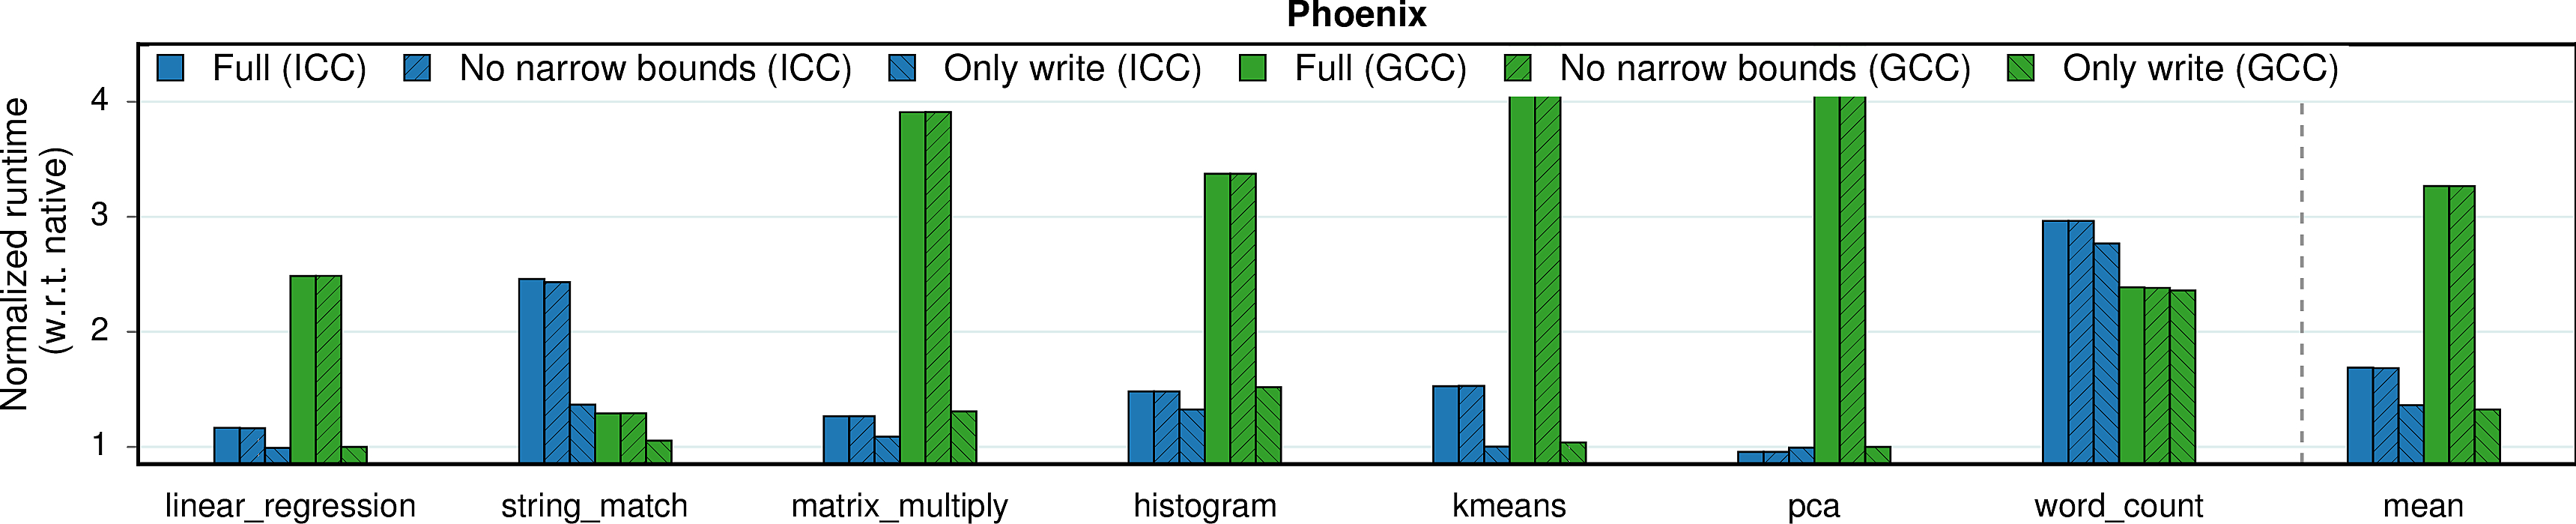 Phoenix
Full (ICC) No narrow bounds (ICC) Only write (ICC) Full (GCC) No narrow bounds (GCC) Only write (GCC)
Normalized runtime
(w.r.t. native)
4
3
2
1
linear_regression string_match matrix_multiply histogram kmeans pca word_count mean